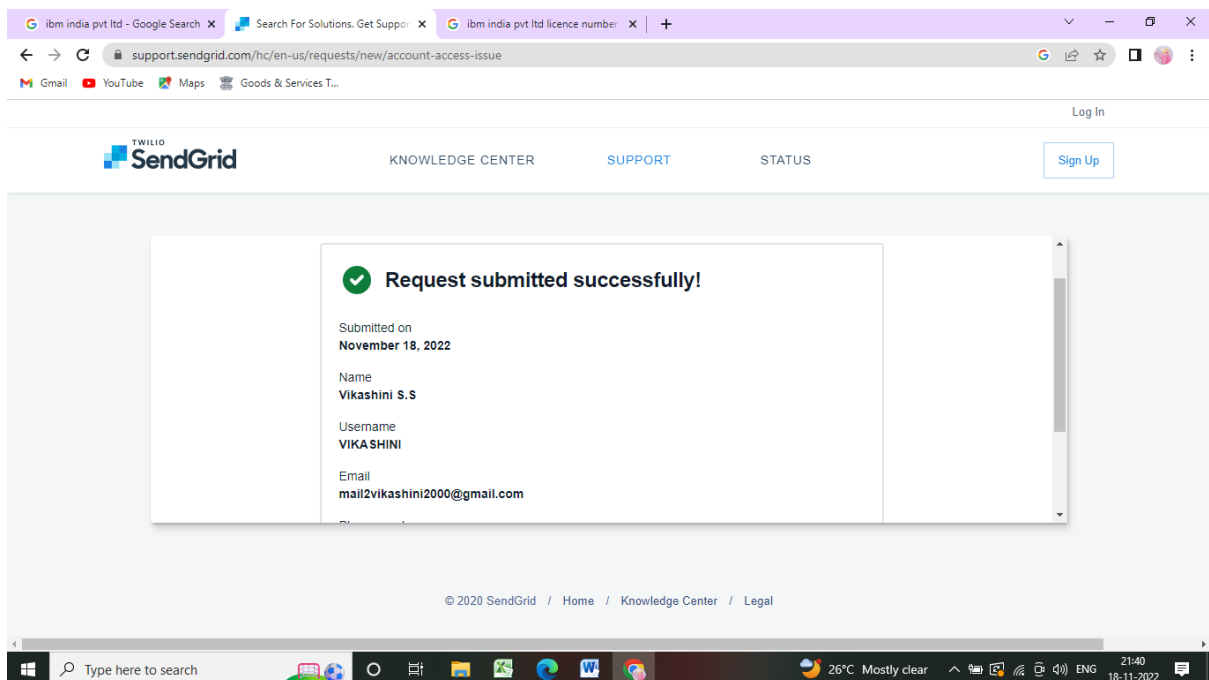 ibm india pvt ltd - Google Search
Search For Solutions. Get Suppor
ibm india pvt ltd licence number
support.sendgrid.com/hc/en-us/requests/new/account-access-issue
Gmail YouTube Maps Goods & Services T...
Log In
TWILIO
SendGrid
KNOWLEDGE CENTER SUPPORT STATUS
Sign Up
Request submitted successfully!
Submitted on
November 18, 2022
Name
Vikashini S.S
Username
VIKASHINI
Email
mail2vikashini2000@gmail.com
© 2020 SendGrid / Home / Knowledge Center / Legal
Type here to search
26°C Mostly clear
ENG
21:40
18-11-2022